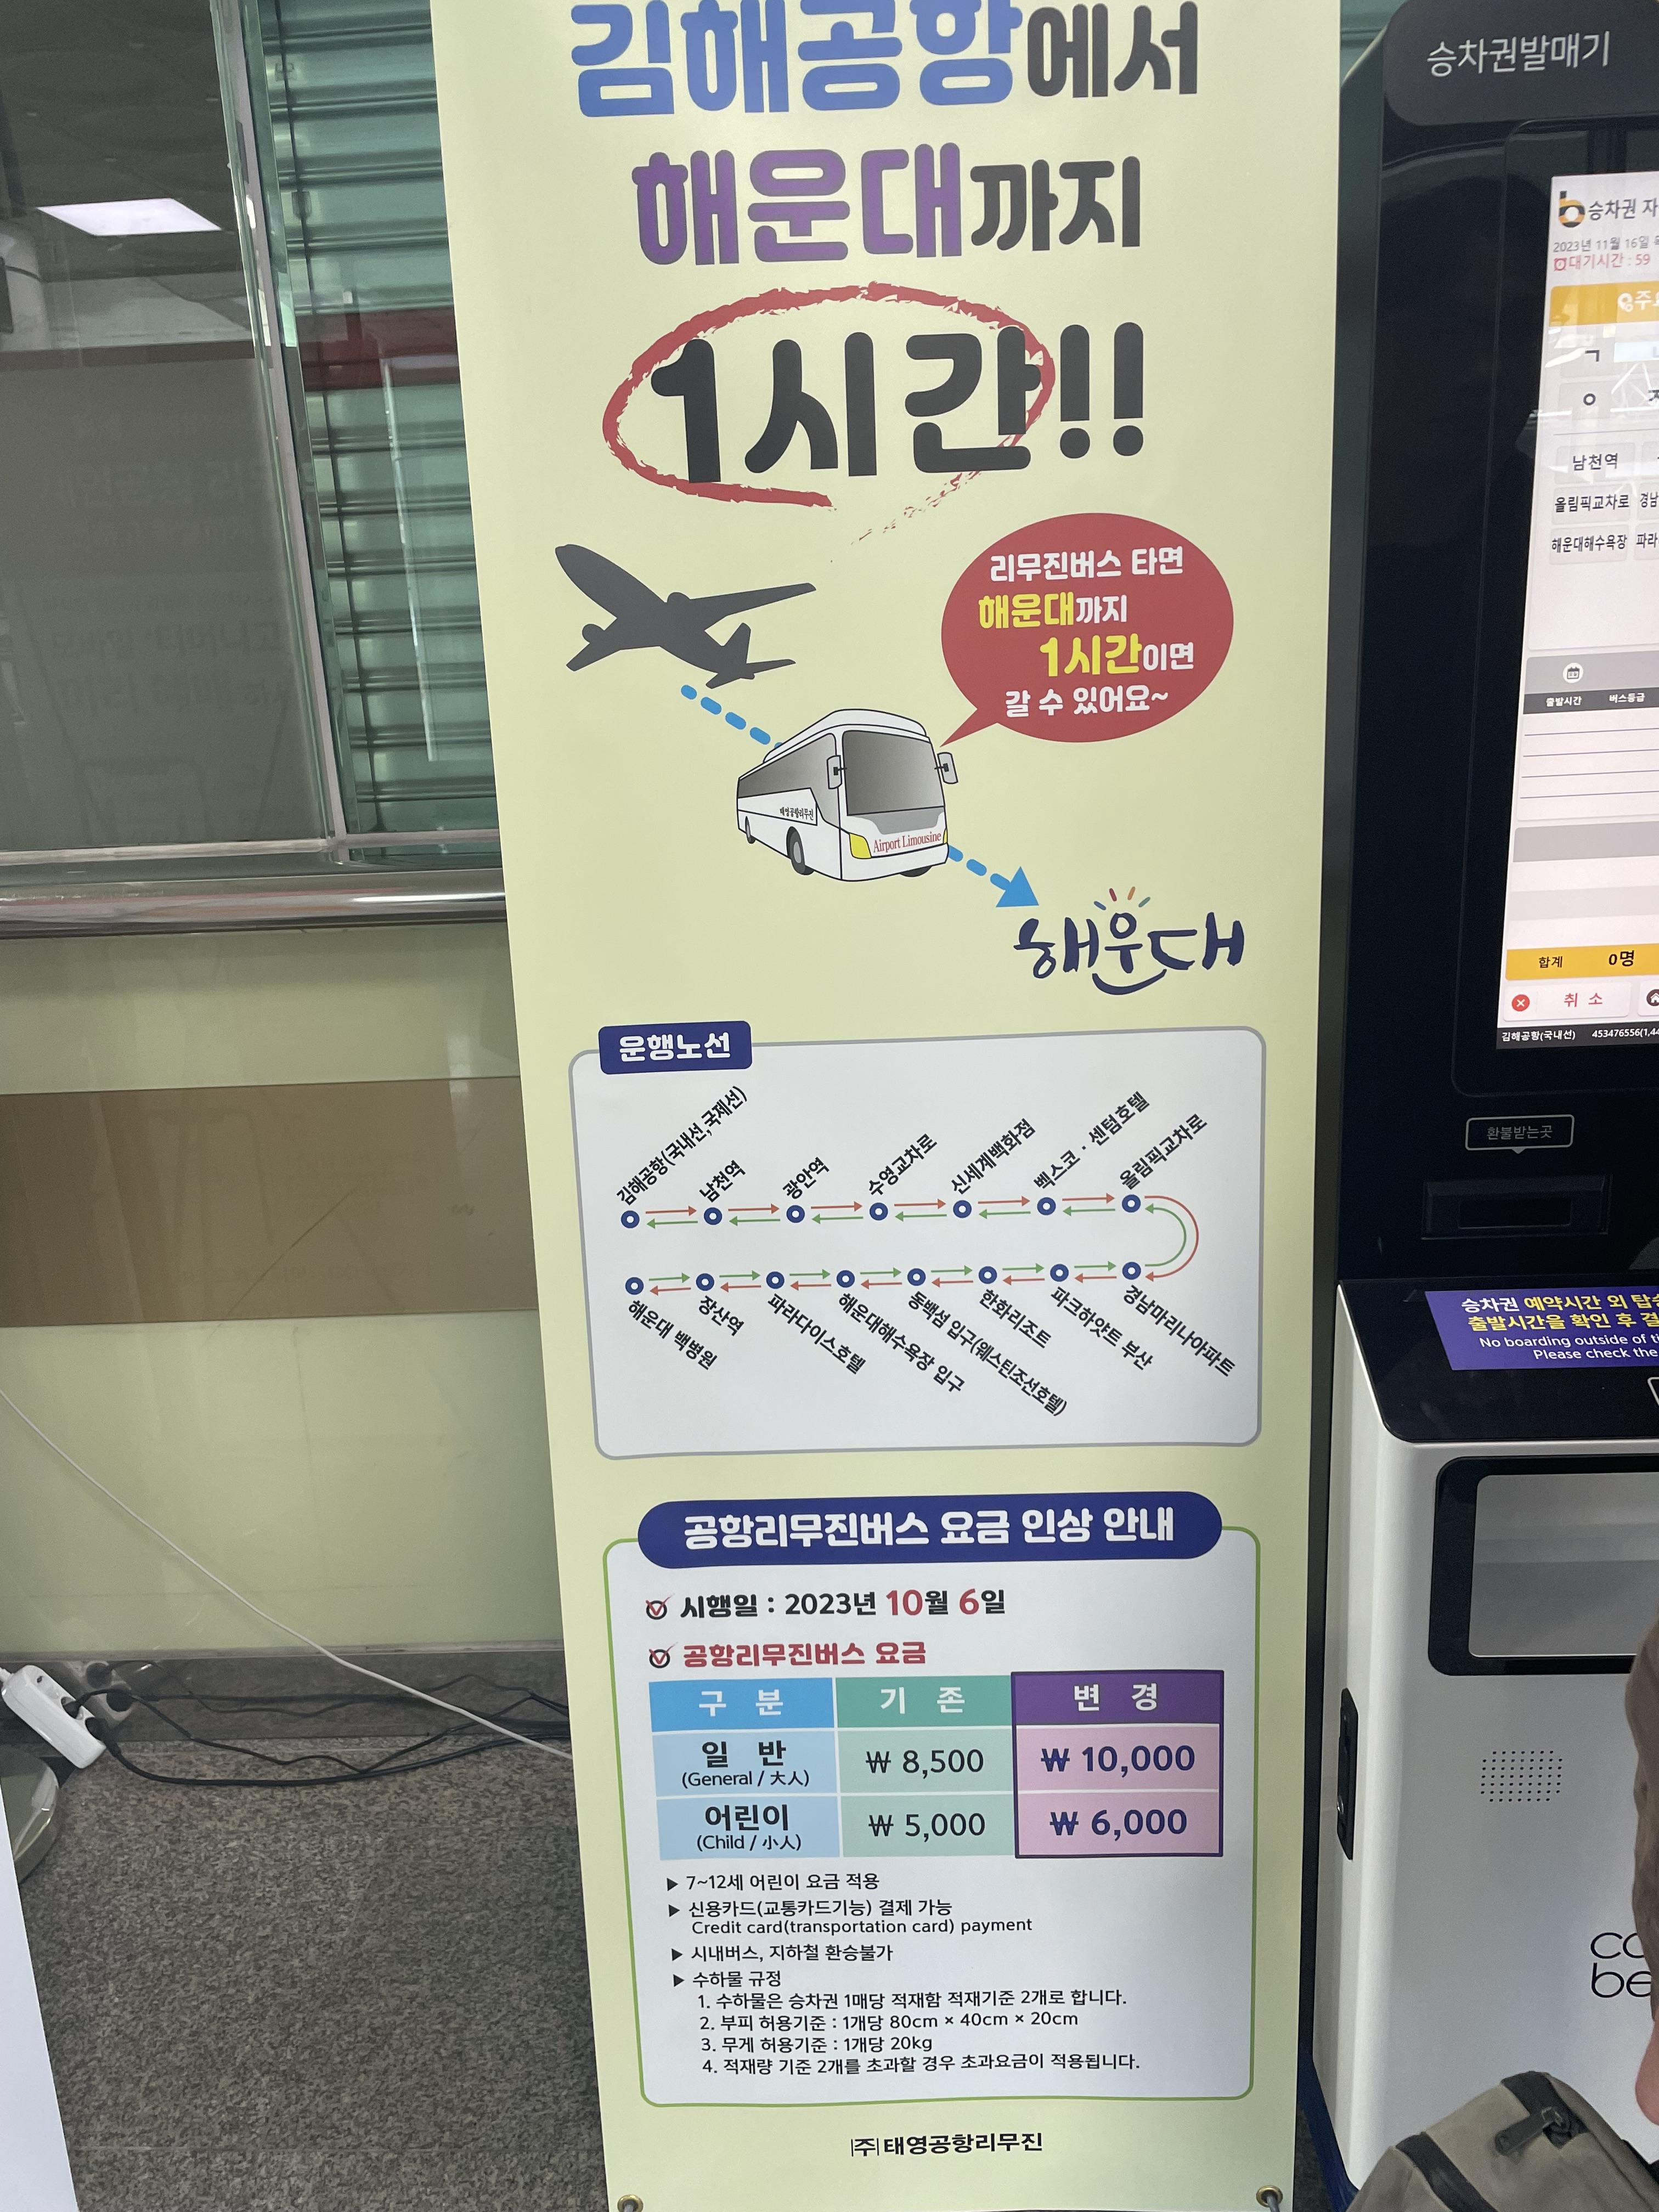 김해공항에서
해운대까지
1시간!!
리무진버스 타면
해운대까지
1시간이면
갈 수 있어요~
태영공항리무진
Airport Limousine
해운대
운행노선
김해공항(국내선,국제선)
남천역
광안역
수영교차로
신세계백화점
벡스코 · 센텀호텔
올림픽교차로
해운대 백병원
장산역
파라다이스호텔
해운대해수욕장 입구
동백섬 입구(웨스틴조선호텔)
한화리조트
파크하얏트 부산
경남마리나아파트
공항리무진버스 요금 인상 안내
시행일 : 2023년 10월 6일
공항리무진버스 요금
구 분 기 존 변 경
일 반 ₩ 8,500 ₩ 10,000
(General / 大人)
어린이 ₩ 5,000 ₩ 6,000
(Child / 小人)
▶ 7~12세 어린이 요금 적용
▶ 신용카드(교통카드기능) 결제 가능
Credit card(transportation card) payment
▶ 시내버스, 지하철 환승불가
▶ 수하물 규정
1. 수하물은 승차권 1매당 적재함 적재기준 2개로 합니다.
2. 부피 허용기준 : 1개당 80cm × 40cm × 20cm
3. 무게 허용기준 : 1개당 20kg
4. 적재량 기준 2개를 초과할 경우 초과요금이 적용됩니다.
㈜태영공항리무진
승차권발매기
승차권 자
2023년 11월 16일
대기시간 : 59
주
ㄱ
ㅇ
남천역
올림픽교차로 경남
해운대해수욕장 파라
출발시간 버스등급
합계 0명
취 소
김해공항(국내선) 453476556(1,44
환불받는곳
승차권 예약시간 외 탑승
출발시간을 확인 후 결
No boarding outside of t
Please check the
co
be